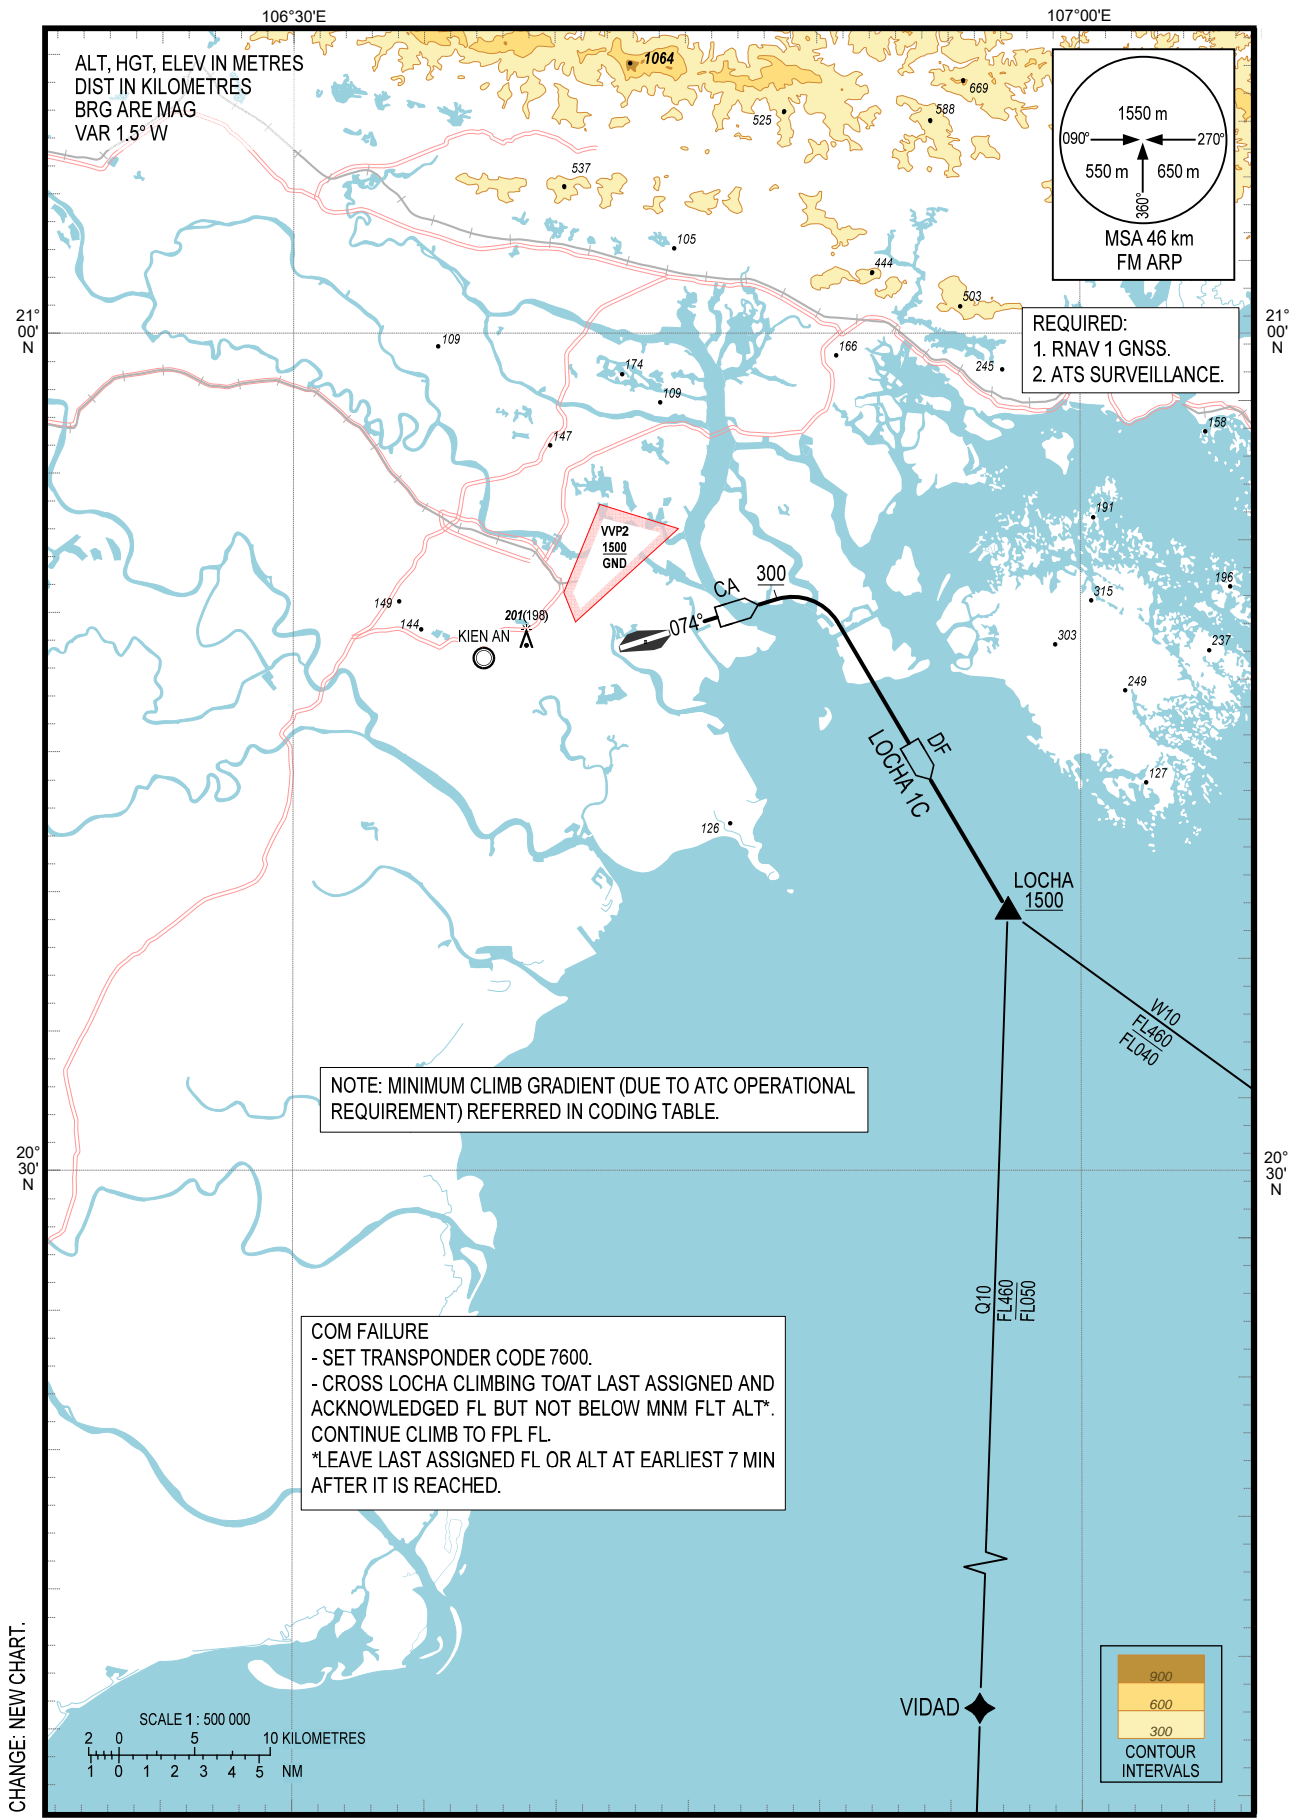 106°30'E
107°00'E
ALT, HGT, ELEV IN METRES
DIST IN KILOMETRES
BRG ARE MAG
VAR 1.5° W
1064
669
525
588
537
105
444
503
1550 m
090°
270°
550 m
650 m
360°
MSA 46 km
FM ARP
21°
00'
N
21°
00'
N
REQUIRED:
1. RNAV 1 GNSS.
2. ATS SURVEILLANCE.
109
174
109
166
245
147
158
191
VVP2
1500
GND
149
144
201(198)
KIEN AN
074°
CA
300
196
315
303
237
249
127
126
DF
LOCHA 1C
LOCHA
1500
W10
FL460
FL040
NOTE: MINIMUM CLIMB GRADIENT (DUE TO ATC OPERATIONAL
REQUIREMENT) REFERRED IN CODING TABLE.
20°
30'
N
20°
30'
N
Q10
FL460
FL050
COM FAILURE
- SET TRANSPONDER CODE 7600.
- CROSS LOCHA CLIMBING TO/AT LAST ASSIGNED AND
ACKNOWLEDGED FL BUT NOT BELOW MNM FLT ALT*.
CONTINUE CLIMB TO FPL FL.
*LEAVE LAST ASSIGNED FL OR ALT AT EARLIEST 7 MIN
AFTER IT IS REACHED.
VIDAD
900
600
300
CONTOUR
INTERVALS
SCALE 1 : 500 000
2 0 5 10 KILOMETRES
1 0 1 2 3 4 5 NM
CHANGE: NEW CHART.